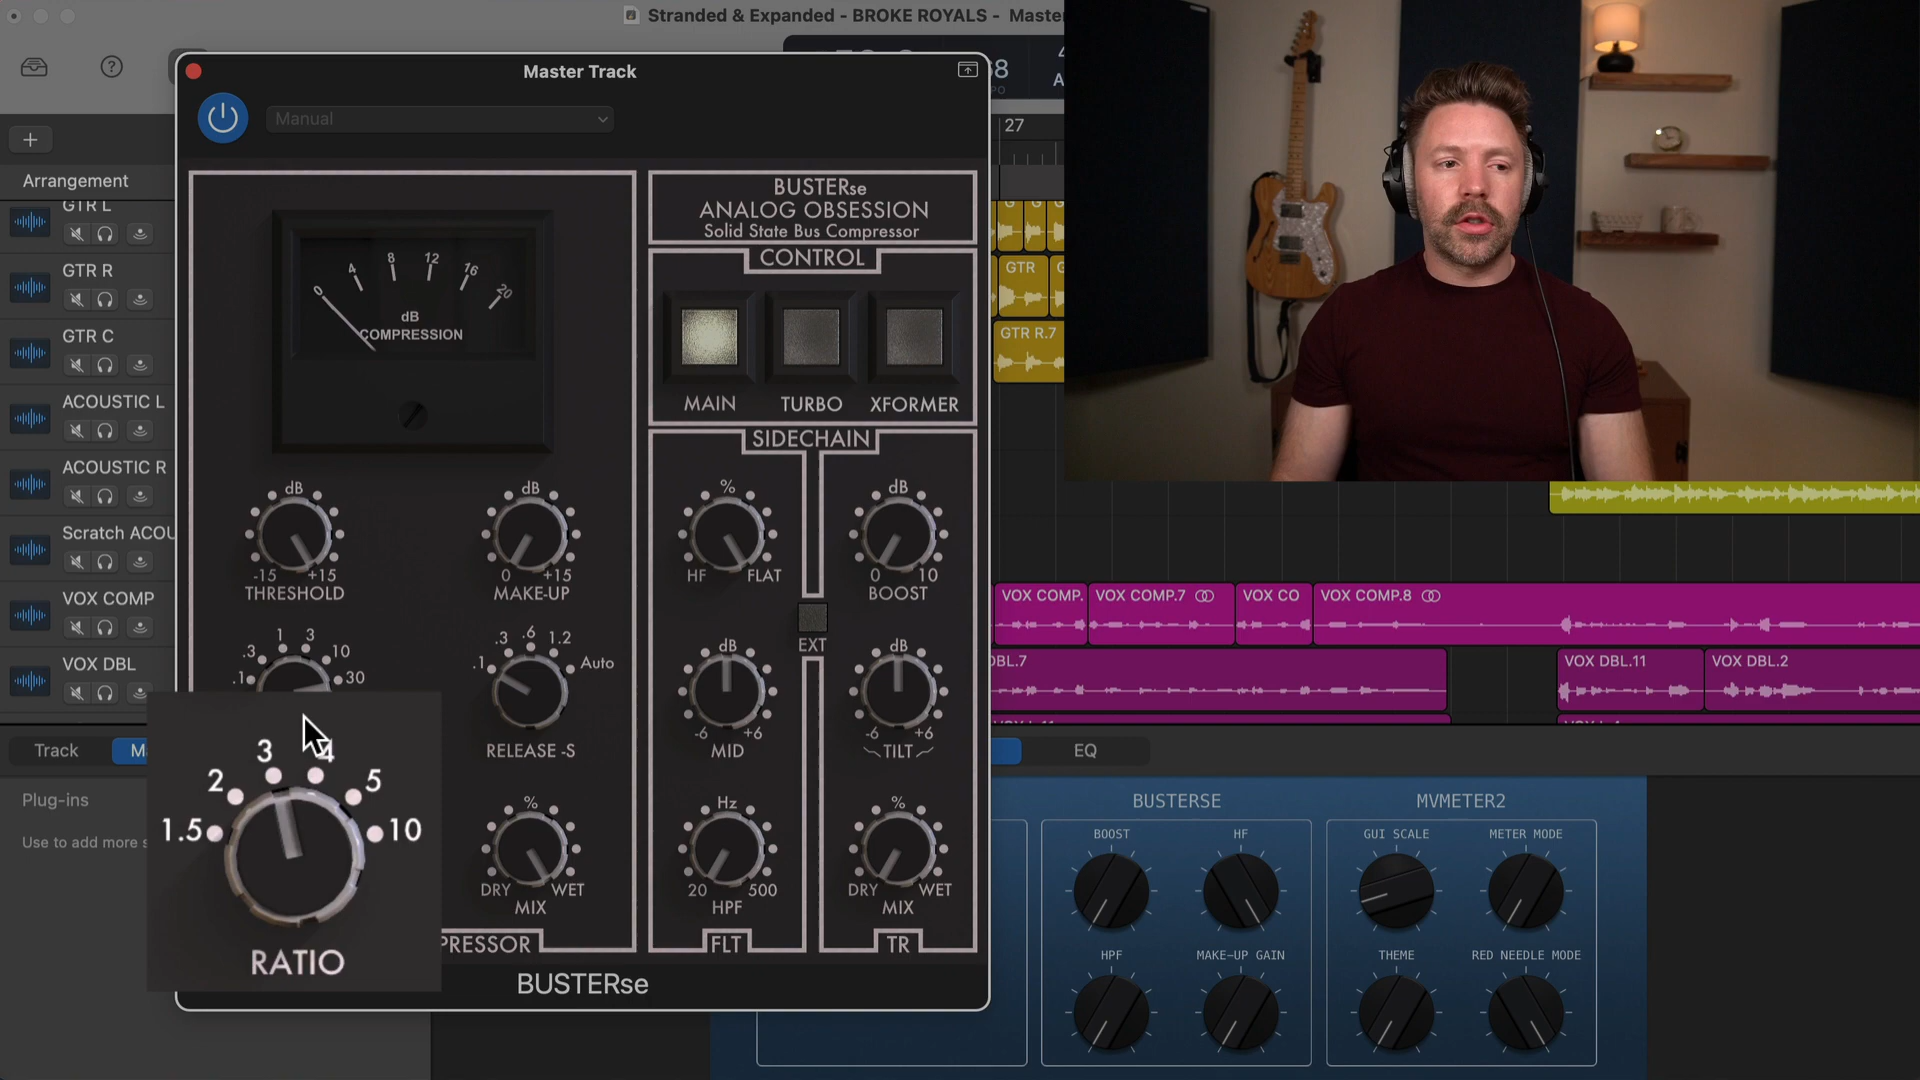 Stranded & Expanded - BROKE ROYALS - Master
Master Track
Manual
27
Arrangement
GTR L
GTR R
GTR C
ACOUSTIC L
ACOUSTIC R
Scratch ACOU
VOX COMP
VOX DBL
Track
Plug-ins
Use to add more s
0 4 8 12 16 20
dB
COMPRESSION
dB
-15 +15
THRESHOLD
dB
0 +15
MAKE-UP
.1 .3 1 3 10 30
.1 .3 .6 1.2 Auto
RELEASE -S
1.5 2 3 4 5 10
RATIO
%
DRY WET
MIX
PRESSOR
BUSTERse
ANALOG OBSESSION
Solid State Bus Compressor
CONTROL
MAIN TURBO XFORMER
SIDECHAIN
%
HF FLAT
dB
0 10
BOOST
EXT
dB
-6 +6
MID
dB
-6 +6
TILT
Hz
20 500
HPF
%
DRY WET
MIX
FLT
TR
BUSTERse
GTR
GTR R.7
VOX COMP.
VOX COMP.7
VOX CO
VOX COMP.8
DBL.7
VOX DBL.11
VOX DBL.2
EQ
BUSTERSE
BOOST HF
HPF MAKE-UP GAIN
MVMETER2
GUI SCALE METER MODE
THEME RED NEEDLE MODE